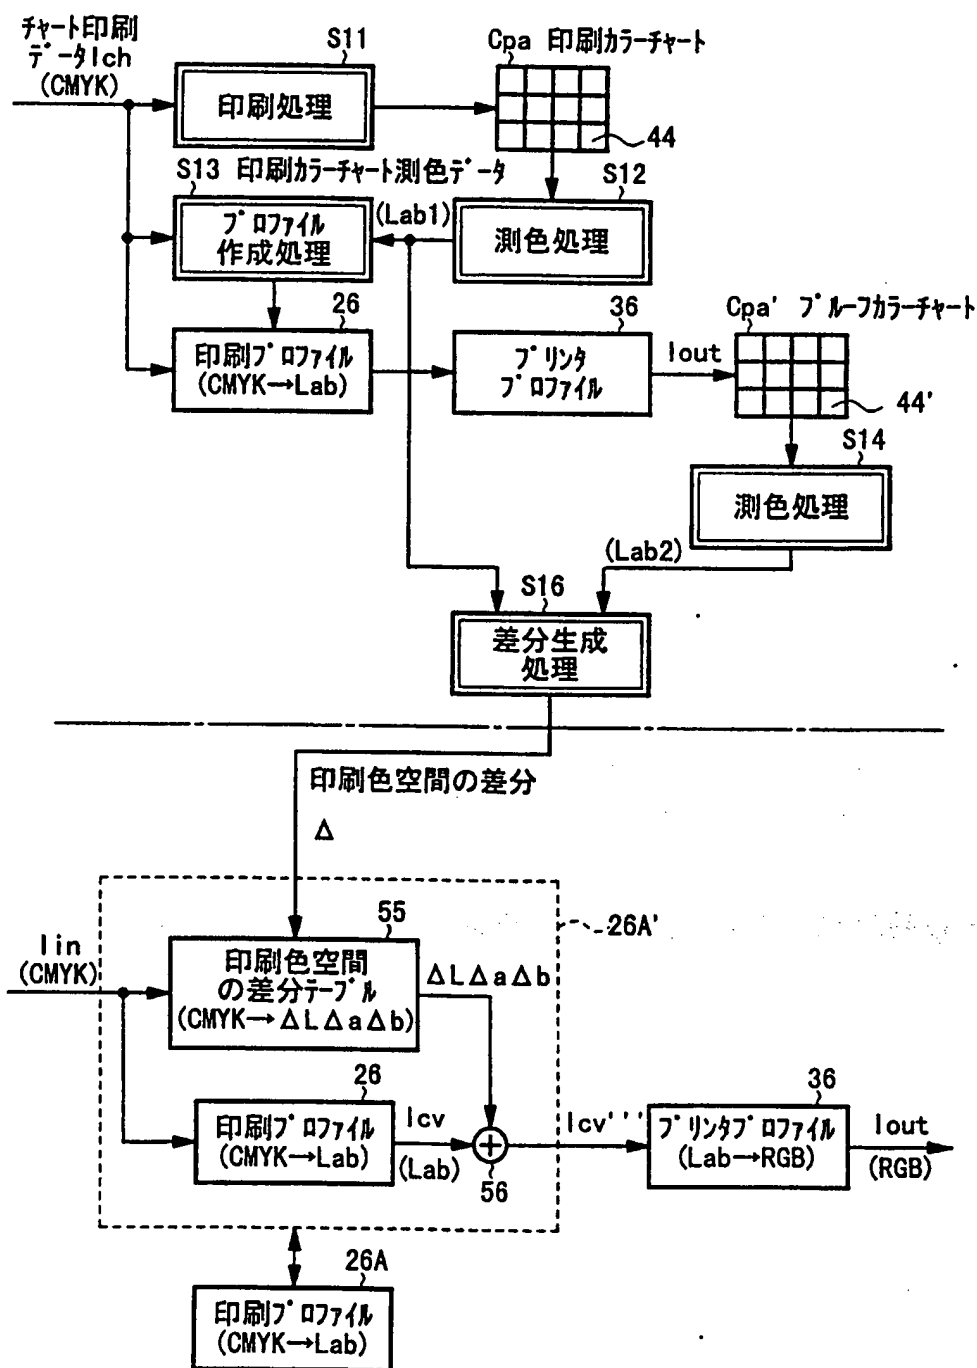 チャート印刷
データIch
(CMYK)
S11
印刷処理
Cpa 印刷カラーチャート
44
S13 印刷カラーチャート測色データ
プロファイル
作成処理
(Lab1)
S12
測色処理
26
印刷プロファイル
(CMYK→Lab)
36
プリンタ
プロファイル
Iout
Cpa' プルーフカラーチャート
44'
S14
測色処理
(Lab2)
S16
差分生成
処理
印刷色空間の差分
Δ
26A'
Iin
(CMYK)
55
印刷色空間
の差分テーブル
(CMYK→ΔLΔaΔb)
ΔLΔaΔb
26
印刷プロファイル
(CMYK→Lab)
Icv
(Lab)
+
56
Icv'''
36
プリンタプロファイル
(Lab→RGB)
Iout
(RGB)
26A
印刷プロファイル
(CMYK→Lab)